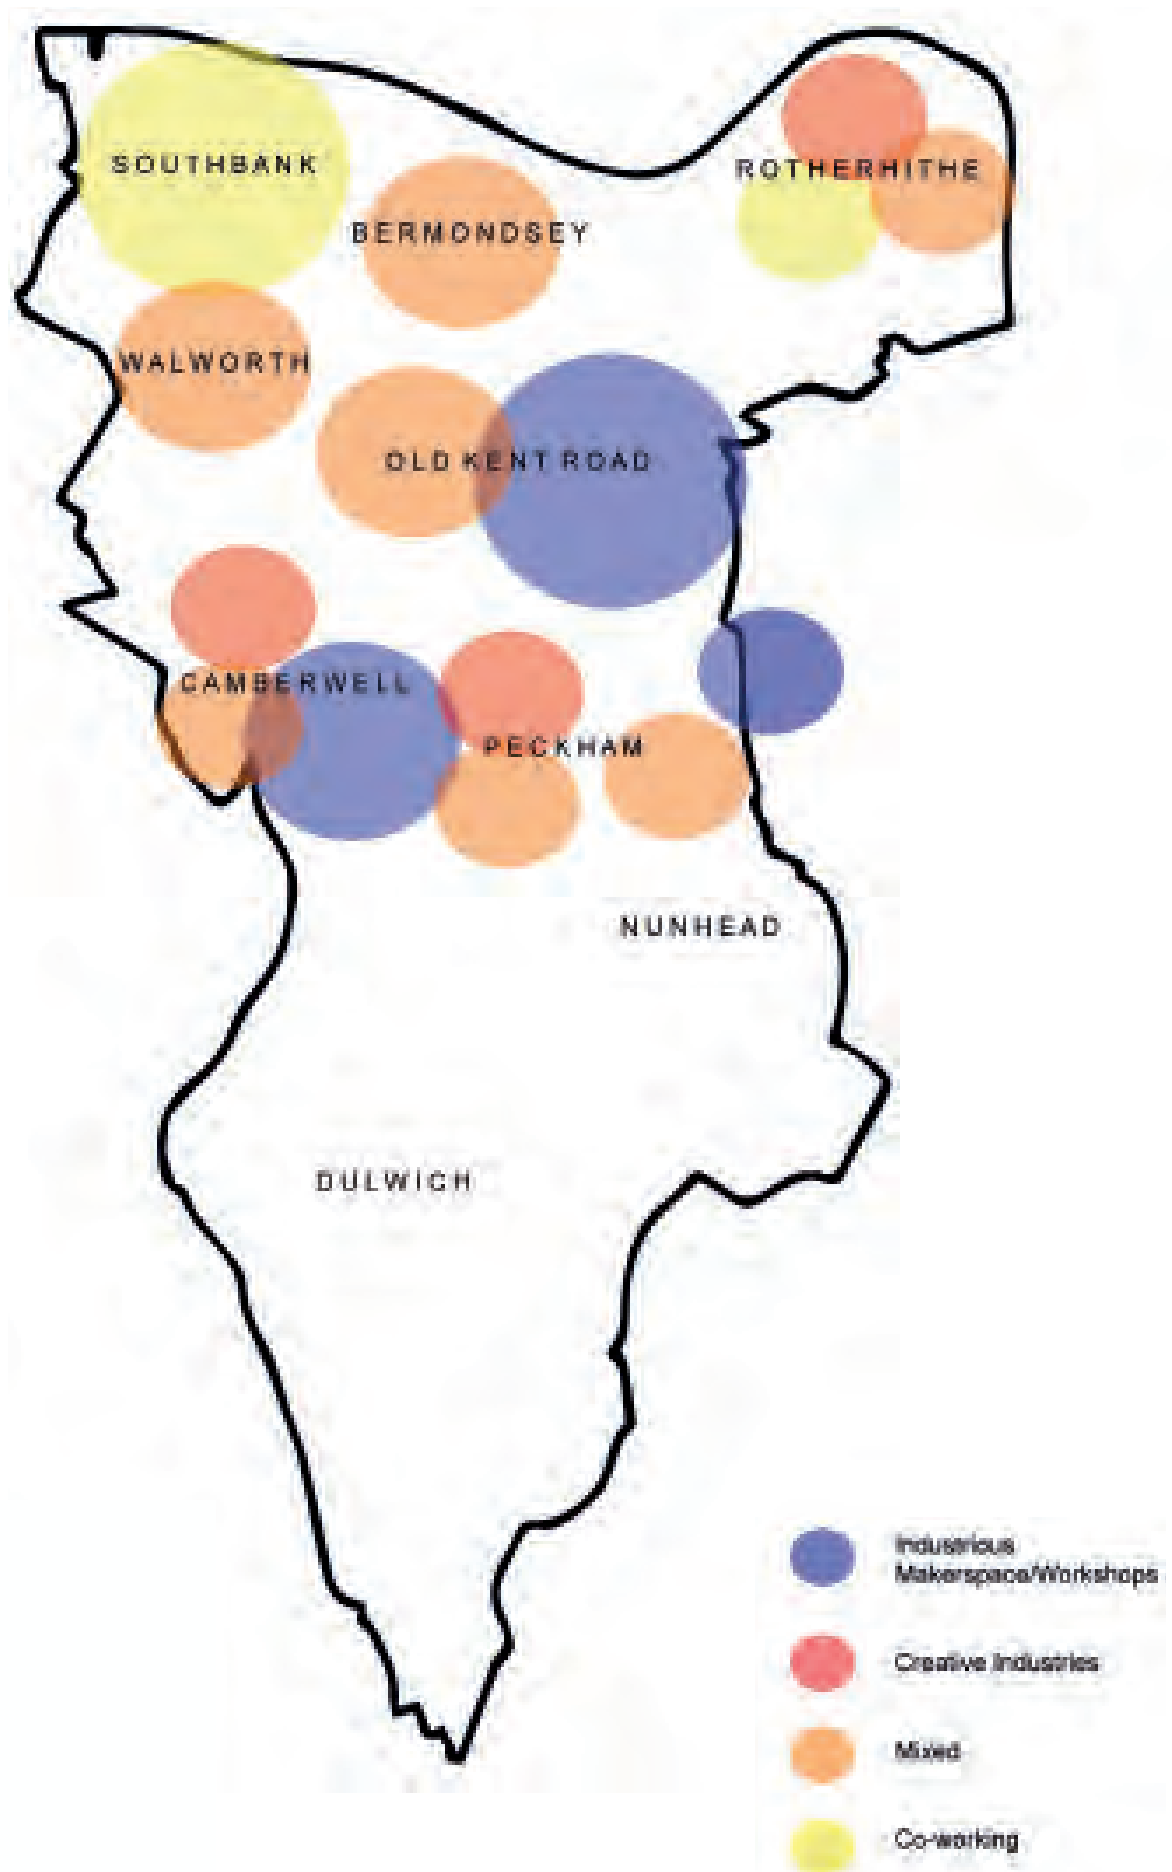 SOUTHBANK
ROTHERHITHE
BERMONDSEY
WALWORTH
OLD KENT ROAD
CAMBERWELL
PECKHAM
NUNHEAD
DULWICH
Industrious
Makerspace/Workshops
Creative Industries
Mixed
Co-working